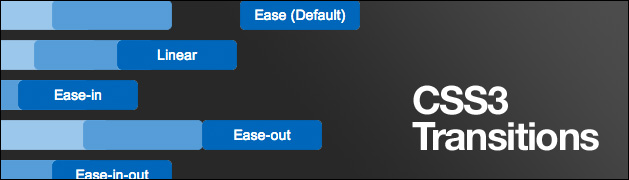 Ease (Default)
Linear
Ease-in
Ease-out
Ease-in-out
CSS3
Transitions